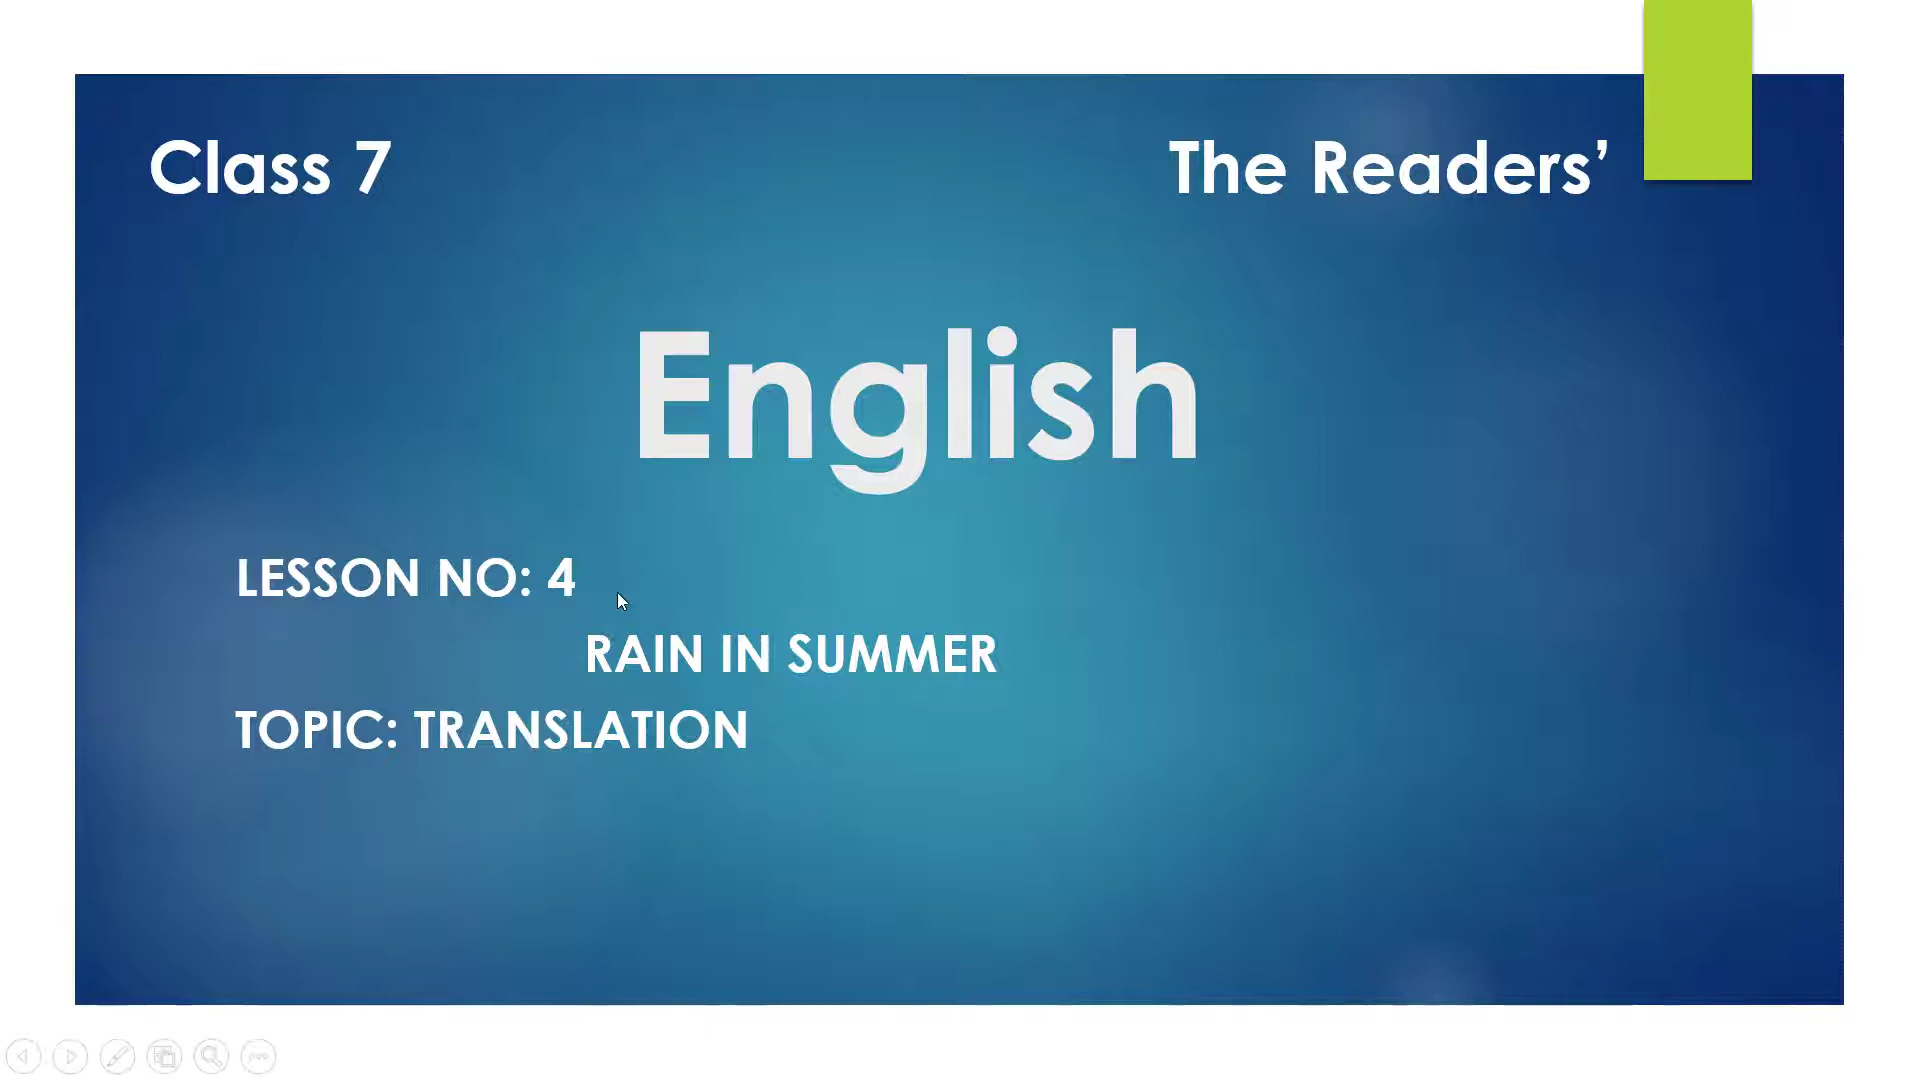 Class 7 The Readers’
English
LESSON NO: 4
RAIN IN SUMMER
TOPIC: TRANSLATION